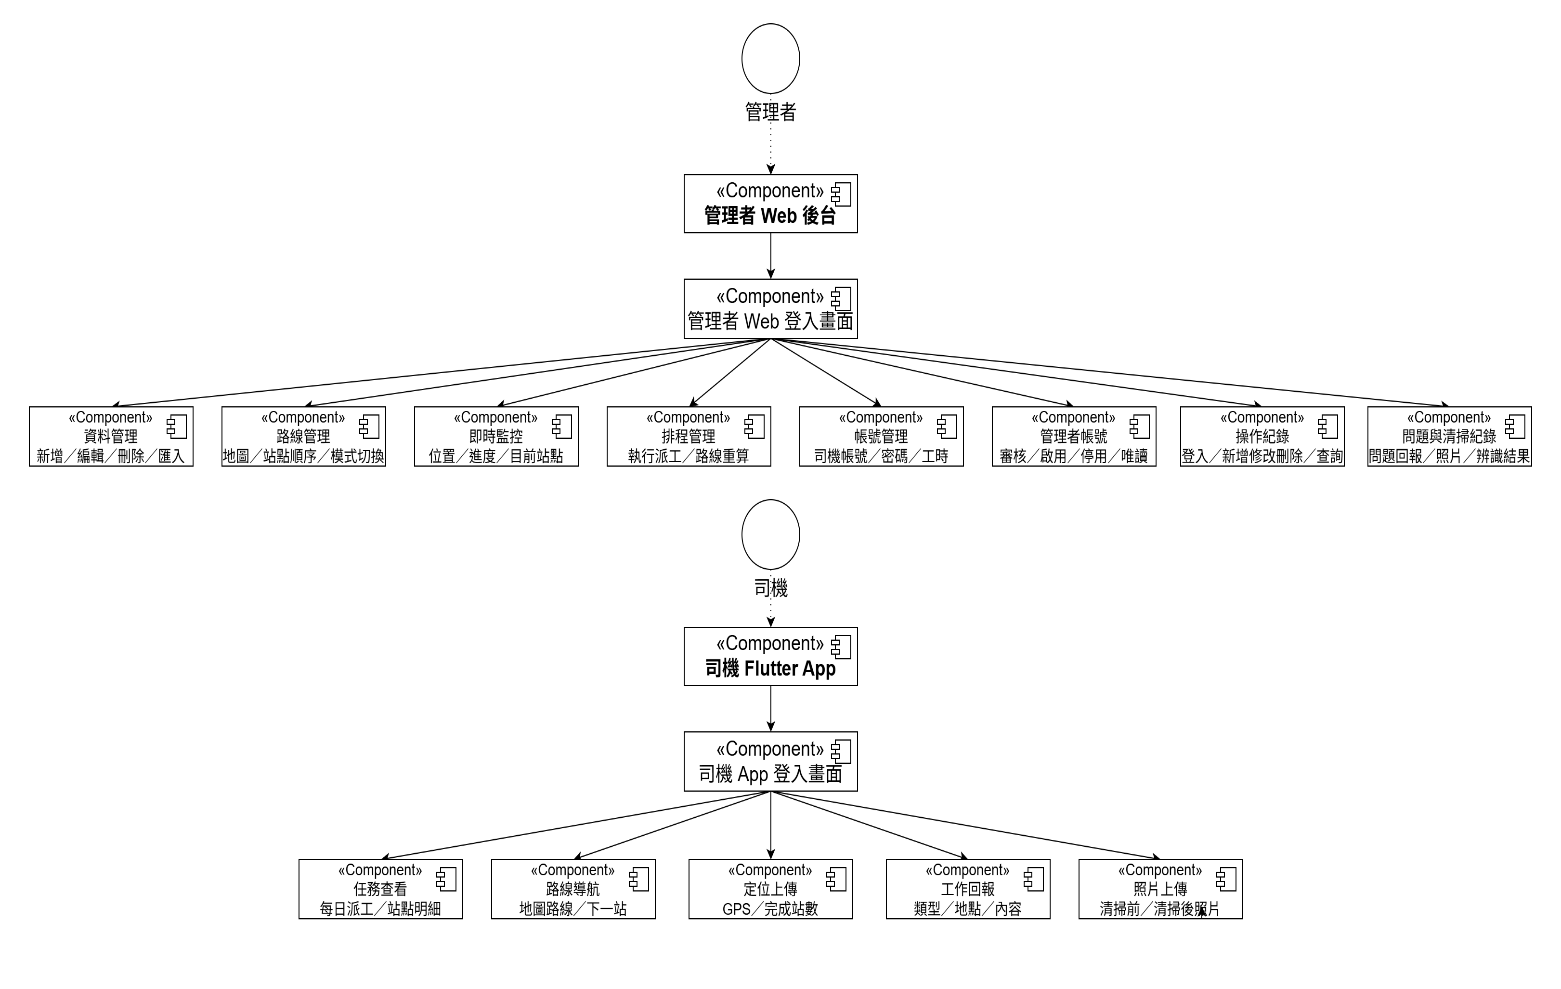 管理者
«Component»
管理者 Web 後台
«Component»
管理者 Web 登入畫面
«Component»
資料管理
新增／編輯／刪除／匯入
«Component»
路線管理
地圖／站點順序／模式切換
«Component»
即時監控
位置／進度／目前站點
«Component»
排程管理
執行派工／路線重算
«Component»
帳號管理
司機帳號／密碼／工時
«Component»
管理者帳號
審核／啟用／停用／唯讀
«Component»
操作紀錄
登入／新增修改刪除／查詢
«Component»
問題與清掃紀錄
問題回報／照片／辨識結果
司機
«Component»
司機 Flutter App
«Component»
司機 App 登入畫面
«Component»
任務查看
每日派工／站點明細
«Component»
路線導航
地圖路線／下一站
«Component»
定位上傳
GPS／完成站數
«Component»
工作回報
類型／地點／內容
«Component»
照片上傳
清掃前／清掃後照片